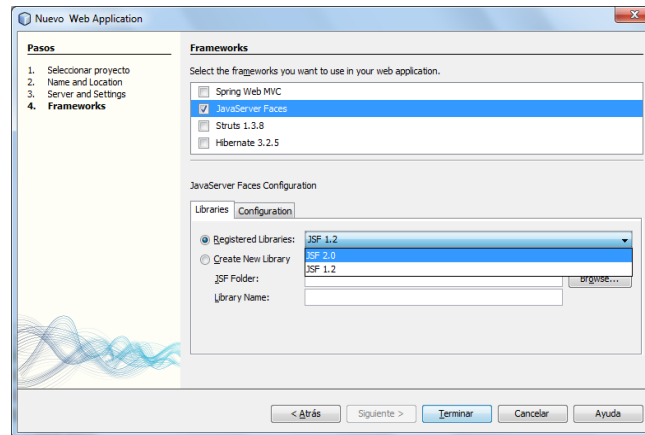 Nuevo Web Application
Pasos
1. Seleccionar proyecto
2. Name and Location
3. Server and Settings
4. Frameworks
Frameworks
Select the frameworks you want to use in your web application.
Spring Web MVC
JavaServer Faces
Struts 1.3.8
Hibernate 3.2.5
JavaServer Faces Configuration
Libraries Configuration
Registered Libraries: JSF 1.2
JSF 2.0
Create New Library
JSF 1.2
JSF Folder: Browse...
Library Name:
< Atrás Siguiente > Terminar Cancelar Ayuda